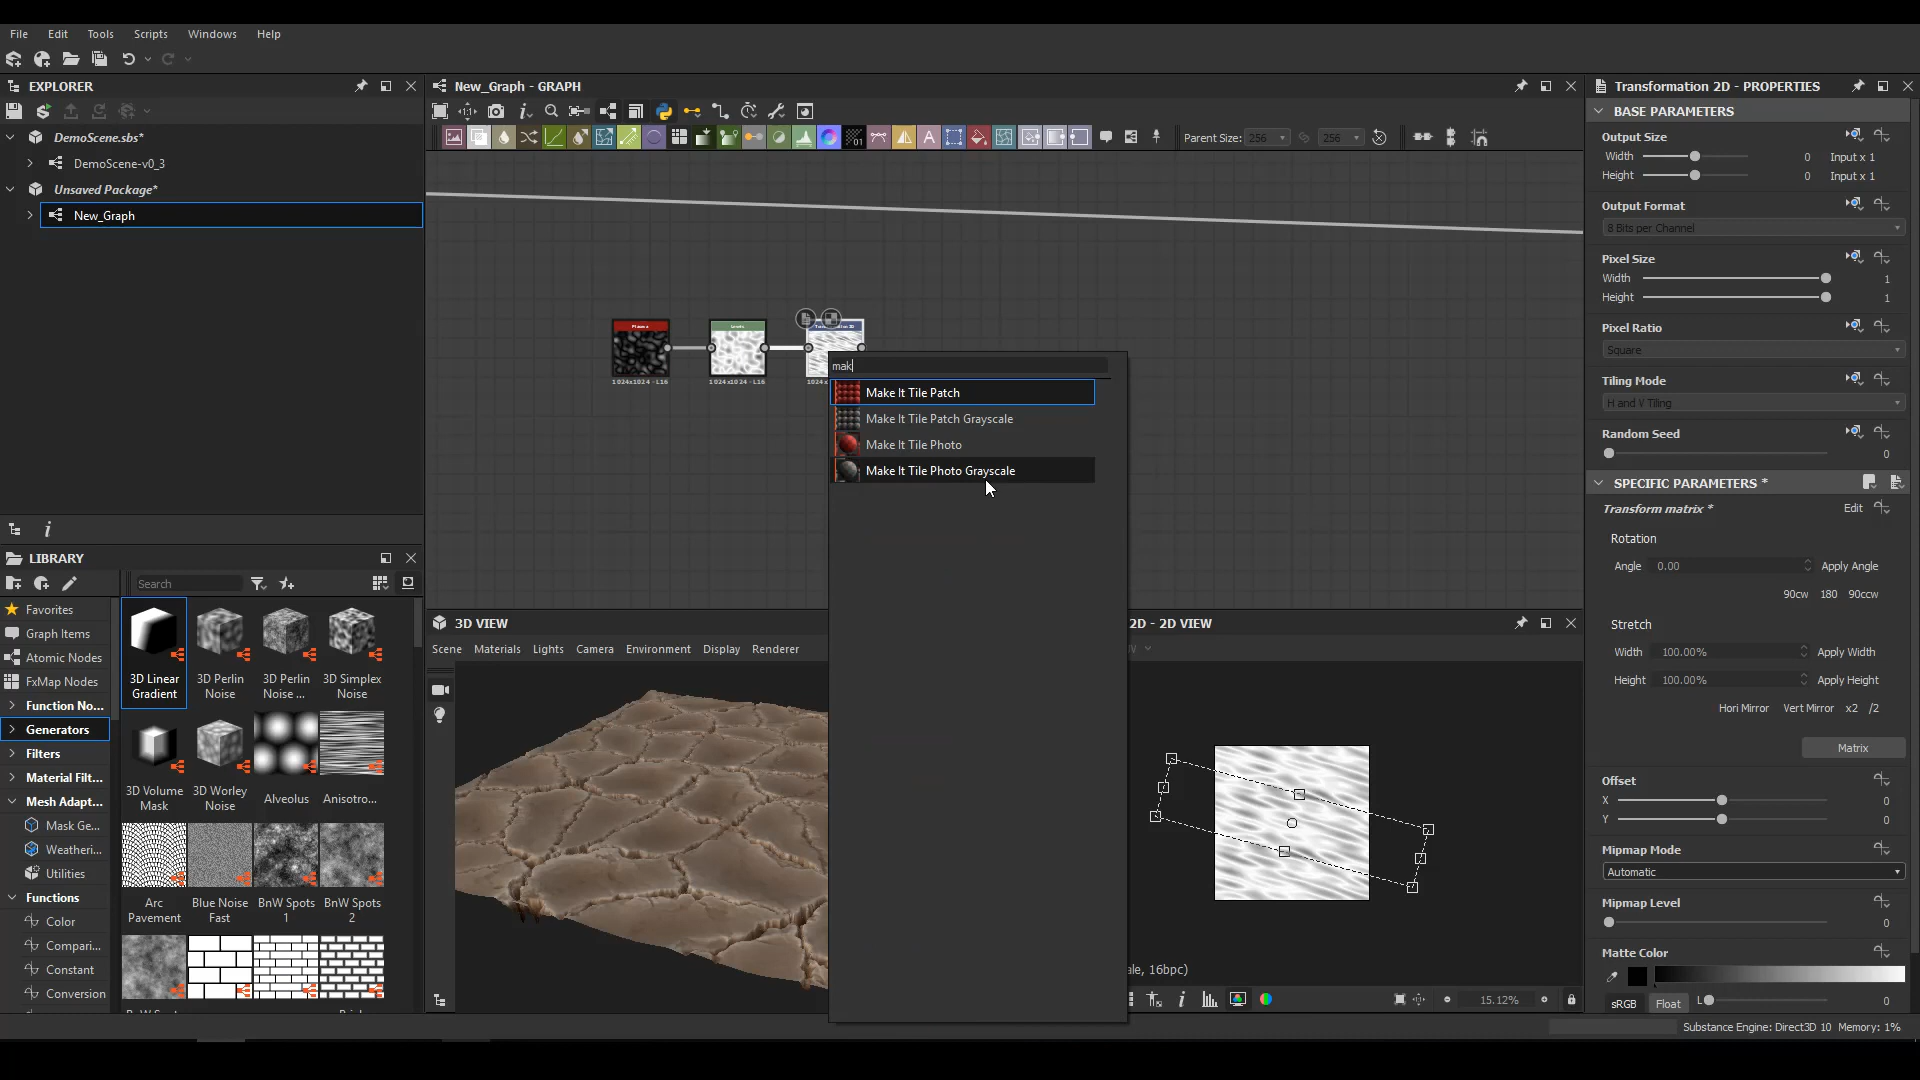 File Edit Tools Scripts Windows Help
EXPLORER
DemoScene.sbs*
DemoScene-v0_3
Unsaved Package*
New_Graph
LIBRARY
Search
Favorites
Graph Items
Atomic Nodes
FxMap Nodes
Function No...
Generators
Filters
Material Filt...
Mesh Adapt...
Mask Ge...
Weatheri...
Utilities
Functions
Color
Compari...
Constant
Conversion
3D Linear Gradient
3D Perlin Noise
3D Perlin Noise ...
3D Simplex Noise
3D Volume Mask
3D Worley Noise
Alveolus
Anisotro...
Arc Pavement
Blue Noise Fast
BnW Spots 1
BnW Spots 2
New_Graph - GRAPH
Parent Size: 256 256
Plasma
Levels
1024x1024 - L16
1024x1024 - L16
mak
Make It Tile Patch
Make It Tile Patch Grayscale
Make It Tile Photo
Make It Tile Photo Grayscale
3D VIEW
Scene Materials Lights Camera Environment Display Renderer
2D - 2D VIEW
ale, 16bpc)
15.12%
Transformation 2D - PROPERTIES
BASE PARAMETERS
Output Size
Width 0 Input x 1
Height 0 Input x 1
Output Format
8 Bits per Channel
Pixel Size
Width 1
Height 1
Pixel Ratio
Square
Tiling Mode
H and V Tiling
Random Seed
0
SPECIFIC PARAMETERS *
Transform matrix * Edit
Rotation
Angle 0.00 Apply Angle
90cw 180 90ccw
Stretch
Width 100.00% Apply Width
Height 100.00% Apply Height
Hori Mirror Vert Mirror x2 /2
Matrix
Offset
X 0
Y 0
Mipmap Mode
Automatic
Mipmap Level
0
Matte Color
sRGB Float L 0
Substance Engine: Direct3D 10 Memory: 1%